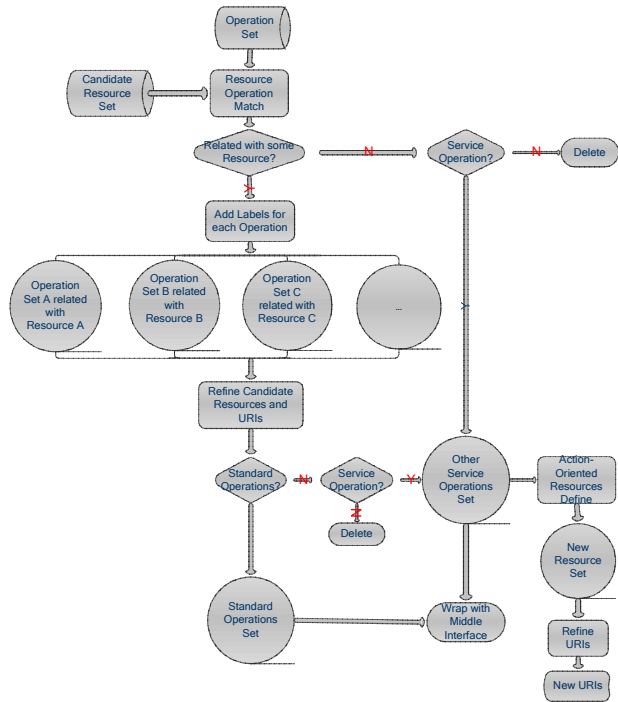 Operation
Set
Candidate
Resource
Set
Resource
Operation
Match
Related with some
Resource?
N
Service
Operation?
N
Delete
Y
Add Labels for
each Operation
Operation
Set A related
with
Resource A
Operation
Set B related
with
Resource B
Operation
Set C
related with
Resource C
...
Y
Refine Candidate
Resources and
URIs
Standard
Operations?
N
Service
Operation?
Y
Other
Service
Operations
Set
Action-
Oriented
Resources
Define
N
Delete
New
Resource
Set
Standard
Operations
Set
Wrap with
Middle
Interface
Refine
URIs
New URIs